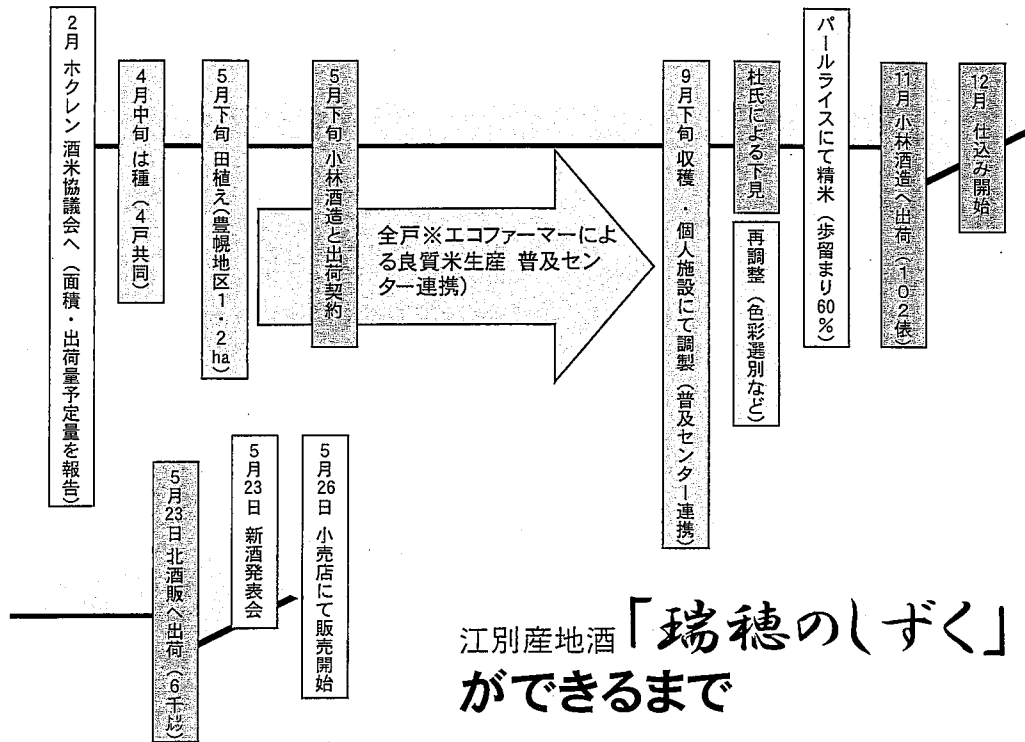 2月 ホクレン 酒米協議会へ (面積・出荷量予定量を報告)
4月中旬 は種 (4戸共同)
5月下旬 田植え(豊幌地区1・2ha)
5月下旬 小林酒造と出荷契約
全戸※エコファーマーによ
る良質米生産 普及セン
ター連携)
9月下旬 収穫 ・ 個人施設にて調製 (普及センター連携)
杜氏による下見
再調整 (色彩選別など)
パールライスにて精米 (歩留まり60%)
11月 小林酒造へ出荷 (102俵)
12月 仕込み開始
5月23日 北酒販へ出荷 (6千㍑)
5月23日 新酒発表会
5月26日 小売店にて販売開始
江別産地酒「瑞穂のしずく」
ができるまで